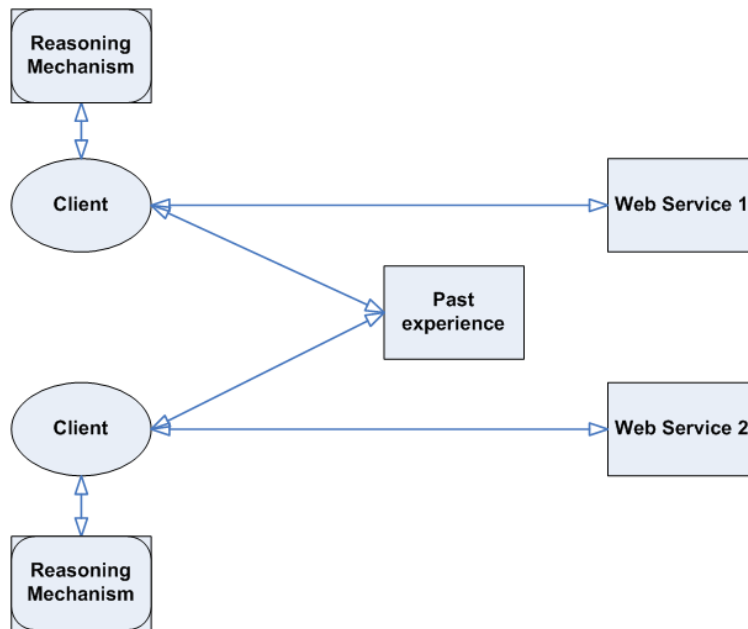 Reasoning
Mechanism
Client
Web Service 1
Past
experience
Client
Web Service 2
Reasoning
Mechanism